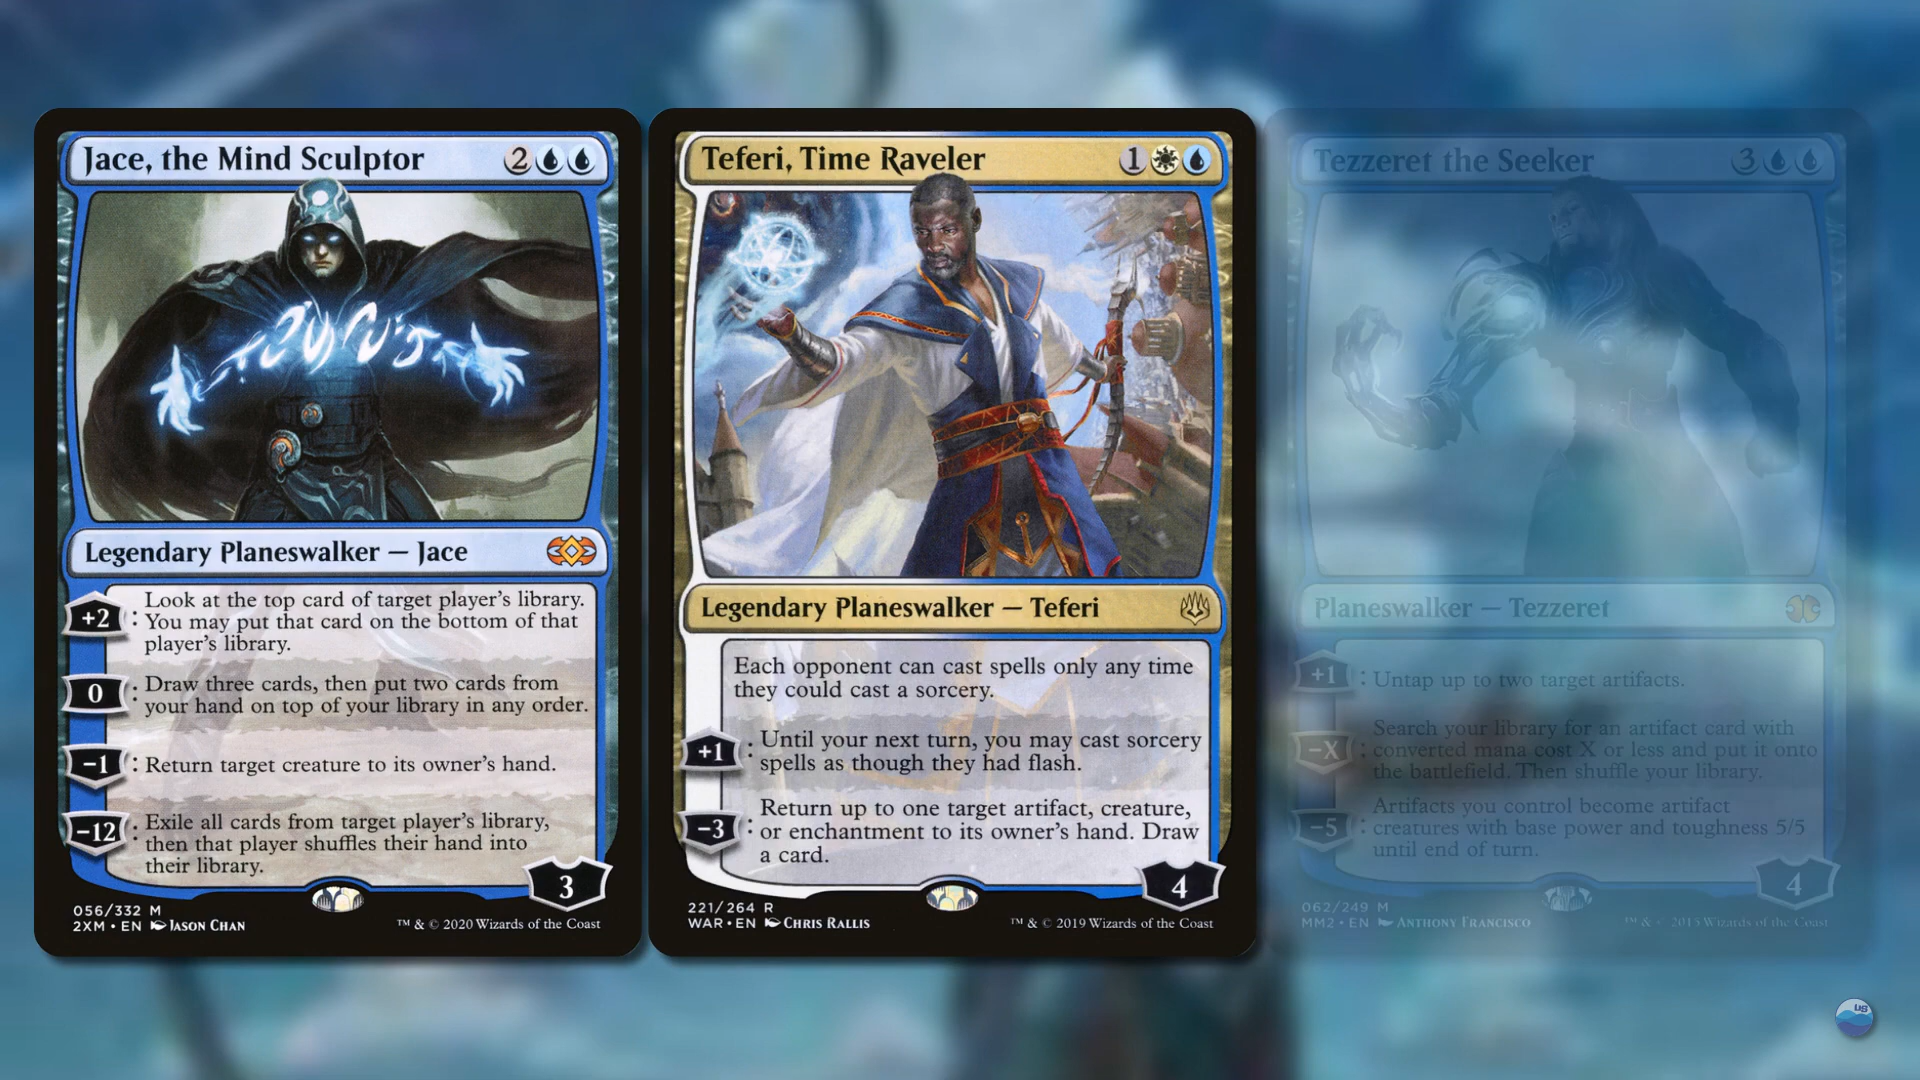 Jace, the Mind Sculptor 2
Legendary Planeswalker — Jace
+2 : Look at the top card of target player's library.
You may put that card on the bottom of that
player's library.
0 : Draw three cards, then put two cards from
your hand on top of your library in any order.
−1 : Return target creature to its owner's hand.
−12 : Exile all cards from target player's library,
then that player shuffles their hand into
their library.
3
056/332 M
2XM • EN Jason Chan
™ & © 2020 Wizards of the Coast
Teferi, Time Raveler 1
Legendary Planeswalker — Teferi
Each opponent can cast spells only any time
they could cast a sorcery.
+1 : Until your next turn, you may cast sorcery
spells as though they had flash.
−3 : Return up to one target artifact, creature,
or enchantment to its owner's hand. Draw
a card.
4
221/264 R
WAR • EN Chris Rallis
™ & © 2019 Wizards of the Coast
Tezzeret the Seeker 3
Planeswalker — Tezzeret
+1 : Untap up to two target artifacts.
−X : Search your library for an artifact card with
converted mana cost X or less and put it onto
the battlefield. Then shuffle your library.
−5 : Artifacts you control become artifact
creatures with base power and toughness 5/5
until end of turn.
4
062/249 M
MM2 • EN Anthony Francisco
™ & © 2015 Wizards of the Coast
US